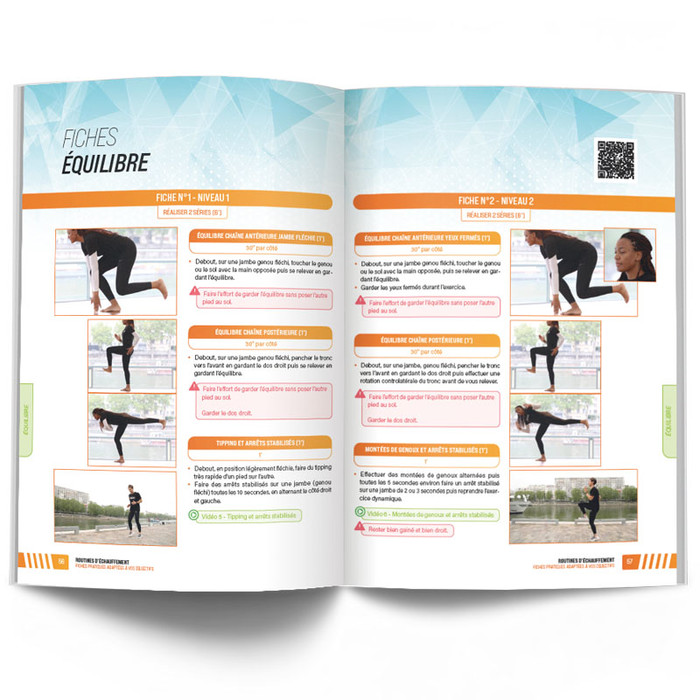 FICHES
ÉQUILIBRE
FICHE N°1 - NIVEAU 1
RÉALISER 2 SÉRIES (6')
ÉQUILIBRE CHAÎNE ANTÉRIEURE JAMBE FLÉCHIE (1')
30" par côté
• Debout, sur une jambe genou fléchi, toucher le genou
ou le sol avec la main opposée puis se relever en gar-
dant l'équilibre.
Faire l'effort de garder l'équilibre sans poser l'autre
pied au sol.
ÉQUILIBRE CHAÎNE POSTÉRIEURE (1')
30" par côté
• Debout, sur une jambe genou fléchi, pencher le tronc
vers l'avant en gardant le dos droit puis se relever en
gardant l'équilibre.
Faire l'effort de garder l'équilibre sans poser l'autre
pied au sol.
Garder le dos droit.
TIPPING ET ARRÊTS STABILISÉS (1')
1'
• Debout, en position légèrement fléchie, faire du tipping
très rapide d'un pied sur l'autre.
• Faire des arrêts stabilisés sur une jambe (genou
fléchi) toutes les 10 secondes, en alternant le côté droit
et gauche.
Vidéo 5 - Tipping et arrêts stabilisés
ÉQUILIBRE
56
ROUTINES D'ÉCHAUFFEMENT
FICHES PRATIQUES ADAPTÉES À VOS OBJECTIFS
FICHE N°2 - NIVEAU 2
RÉALISER 2 SÉRIES (6')
ÉQUILIBRE CHAÎNE ANTÉRIEURE YEUX FERMÉS (1')
30" par côté
• Debout, sur une jambe genou fléchi, toucher le genou
ou le sol avec la main opposée puis se relever en gar-
dant l'équilibre.
• Garder les yeux fermés durant l'exercice.
Faire l'effort de garder l'équilibre sans poser l'autre
pied au sol.
ÉQUILIBRE CHAÎNE POSTÉRIEURE (1')
30" par côté
• Debout, sur une jambe genou fléchi, pencher le tronc
vers l'avant en gardant le dos droit puis effectuer une
rotation controlatérale du tronc avant de vous relever.
Faire l'effort de garder l'équilibre sans poser l'autre
pied au sol.
Garder le dos droit.
MONTÉES DE GENOUX ET ARRÊTS STABILISÉS (1')
1'
• Effectuer des montées de genoux alternées puis
toutes les 5 secondes environ faire un arrêt stabilisé
sur une jambe de 2 ou 3 secondes puis reprendre l'exer-
cice dynamique.
Vidéo 6 - Montées de genoux et arrêts stabilisés
Rester bien gainé et bien droit.
ÉQUILIBRE
ROUTINES D'ÉCHAUFFEMENT
FICHES PRATIQUES ADAPTÉES À VOS OBJECTIFS
57